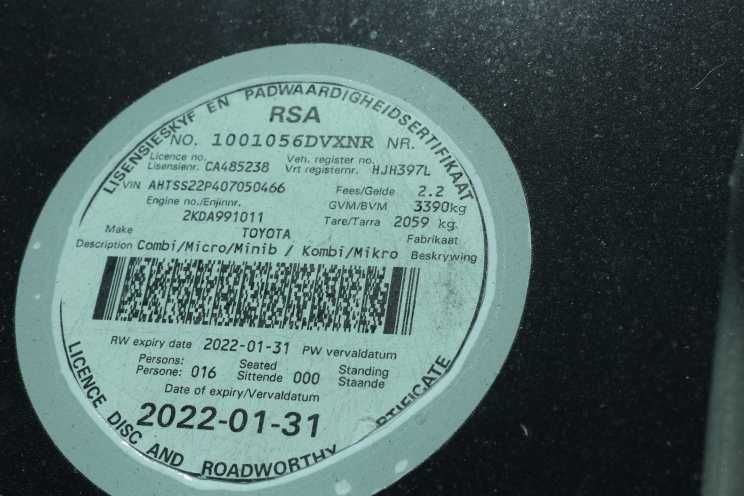 LISENSIESKYF EN PADWAARDIGHEIDSERTIFIKAAT
RSA
NO. 1001056DVXNR NR.
Licence no. Veh. register no.
Lisensienr. CA485238 Vrt registernr. HJH397L
VIN AHTSS22P407050466 Fees/Gelde 2.2
Engine no./Enjinnr. GVM/BVM 3390kg
2KDA991011 Tare/Tarra 2059 kg
Make TOYOTA Fabrikaat
Description Combi/Micro/Minib / Kombi/Mikro Beskrywing
RW expiry date 2022-01-31 PW vervaldatum
Persons: Seated Standing
Persone: 016 Sittende 000 Staande
Date of expiry/Vervaldatum
2022-01-31
LICENCE DISC AND ROADWORTHY